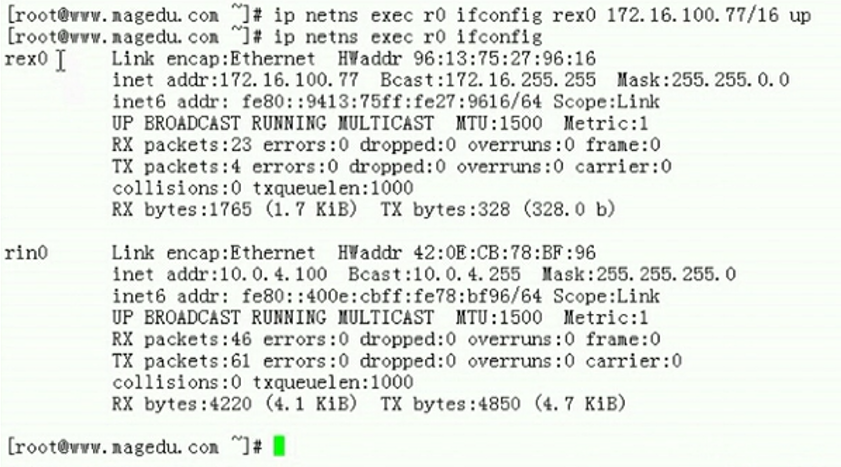 [root@www.magedu.com ~]# ip netns exec r0 ifconfig rex0 172.16.100.77/16 up
[root@www.magedu.com ~]# ip netns exec r0 ifconfig
rex0 Link encap:Ethernet HWaddr 96:13:75:27:96:16
inet addr:172.16.100.77 Bcast:172.16.255.255 Mask:255.255.0.0
inet6 addr: fe80::9413:75ff:fe27:9616/64 Scope:Link
UP BROADCAST RUNNING MULTICAST MTU:1500 Metric:1
RX packets:23 errors:0 dropped:0 overruns:0 frame:0
TX packets:4 errors:0 dropped:0 overruns:0 carrier:0
collisions:0 txqueuelen:1000
RX bytes:1765 (1.7 KiB) TX bytes:328 (328.0 b)
rin0 Link encap:Ethernet HWaddr 42:0E:CB:78:BF:96
inet addr:10.0.4.100 Bcast:10.0.4.255 Mask:255.255.255.0
inet6 addr: fe80::400e:cbff:fe78:bf96/64 Scope:Link
UP BROADCAST RUNNING MULTICAST MTU:1500 Metric:1
RX packets:46 errors:0 dropped:0 overruns:0 frame:0
TX packets:61 errors:0 dropped:0 overruns:0 carrier:0
collisions:0 txqueuelen:1000
RX bytes:4220 (4.1 KiB) TX bytes:4850 (4.7 KiB)
[root@www.magedu.com ~]#